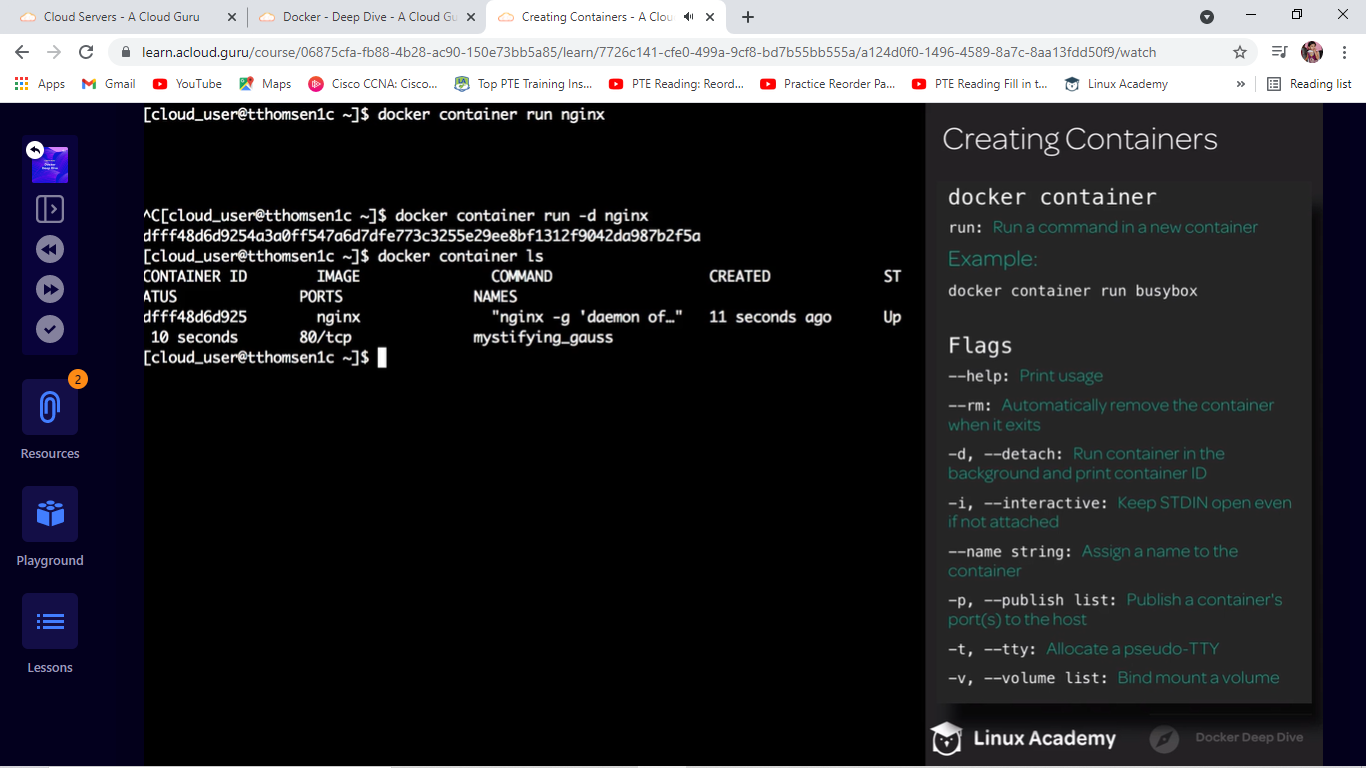 Cloud Servers - A Cloud Guru
Docker - Deep Dive - A Cloud Gu
Creating Containers - A Clou
learn.acloud.guru/course/06875cfa-fb88-4b28-ac90-150e73bb5a85/learn/7726c141-cfe0-499a-9cf8-bd7b55bb555a/a124d0f0-1496-4589-8a7c-8aa13fdd50f9/watch
Apps Gmail YouTube Maps Cisco CCNA: Cisco... Top PTE Training Ins... PTE Reading: Reord... Practice Reorder Pa... PTE Reading Fill in t... Linux Academy » Reading list
2
Resources
Playground
Lessons
[cloud_user@tthomsen1c ~]$ docker container run nginx
^C[cloud_user@tthomsen1c ~]$ docker container run -d nginx
dfff48d6d9254a3a0ff547a6d7dfe773c3255e29ee8bf1312f9042da987b2f5a
[cloud_user@tthomsen1c ~]$ docker container ls
CONTAINER ID IMAGE COMMAND CREATED ST
ATUS PORTS NAMES
dfff48d6d925 nginx "nginx -g 'daemon of…" 11 seconds ago Up
10 seconds 80/tcp mystifying_gauss
[cloud_user@tthomsen1c ~]$
Creating Containers
docker container
run: Run a command in a new container
Example:
docker container run busybox
Flags
--help: Print usage
--rm: Automatically remove the container
when it exits
-d, --detach: Run container in the
background and print container ID
-i, --interactive: Keep STDIN open even
if not attached
--name string: Assign a name to the
container
-p, --publish list: Publish a container's
port(s) to the host
-t, --tty: Allocate a pseudo-TTY
-v, --volume list: Bind mount a volume
Linux Academy
Docker Deep Dive